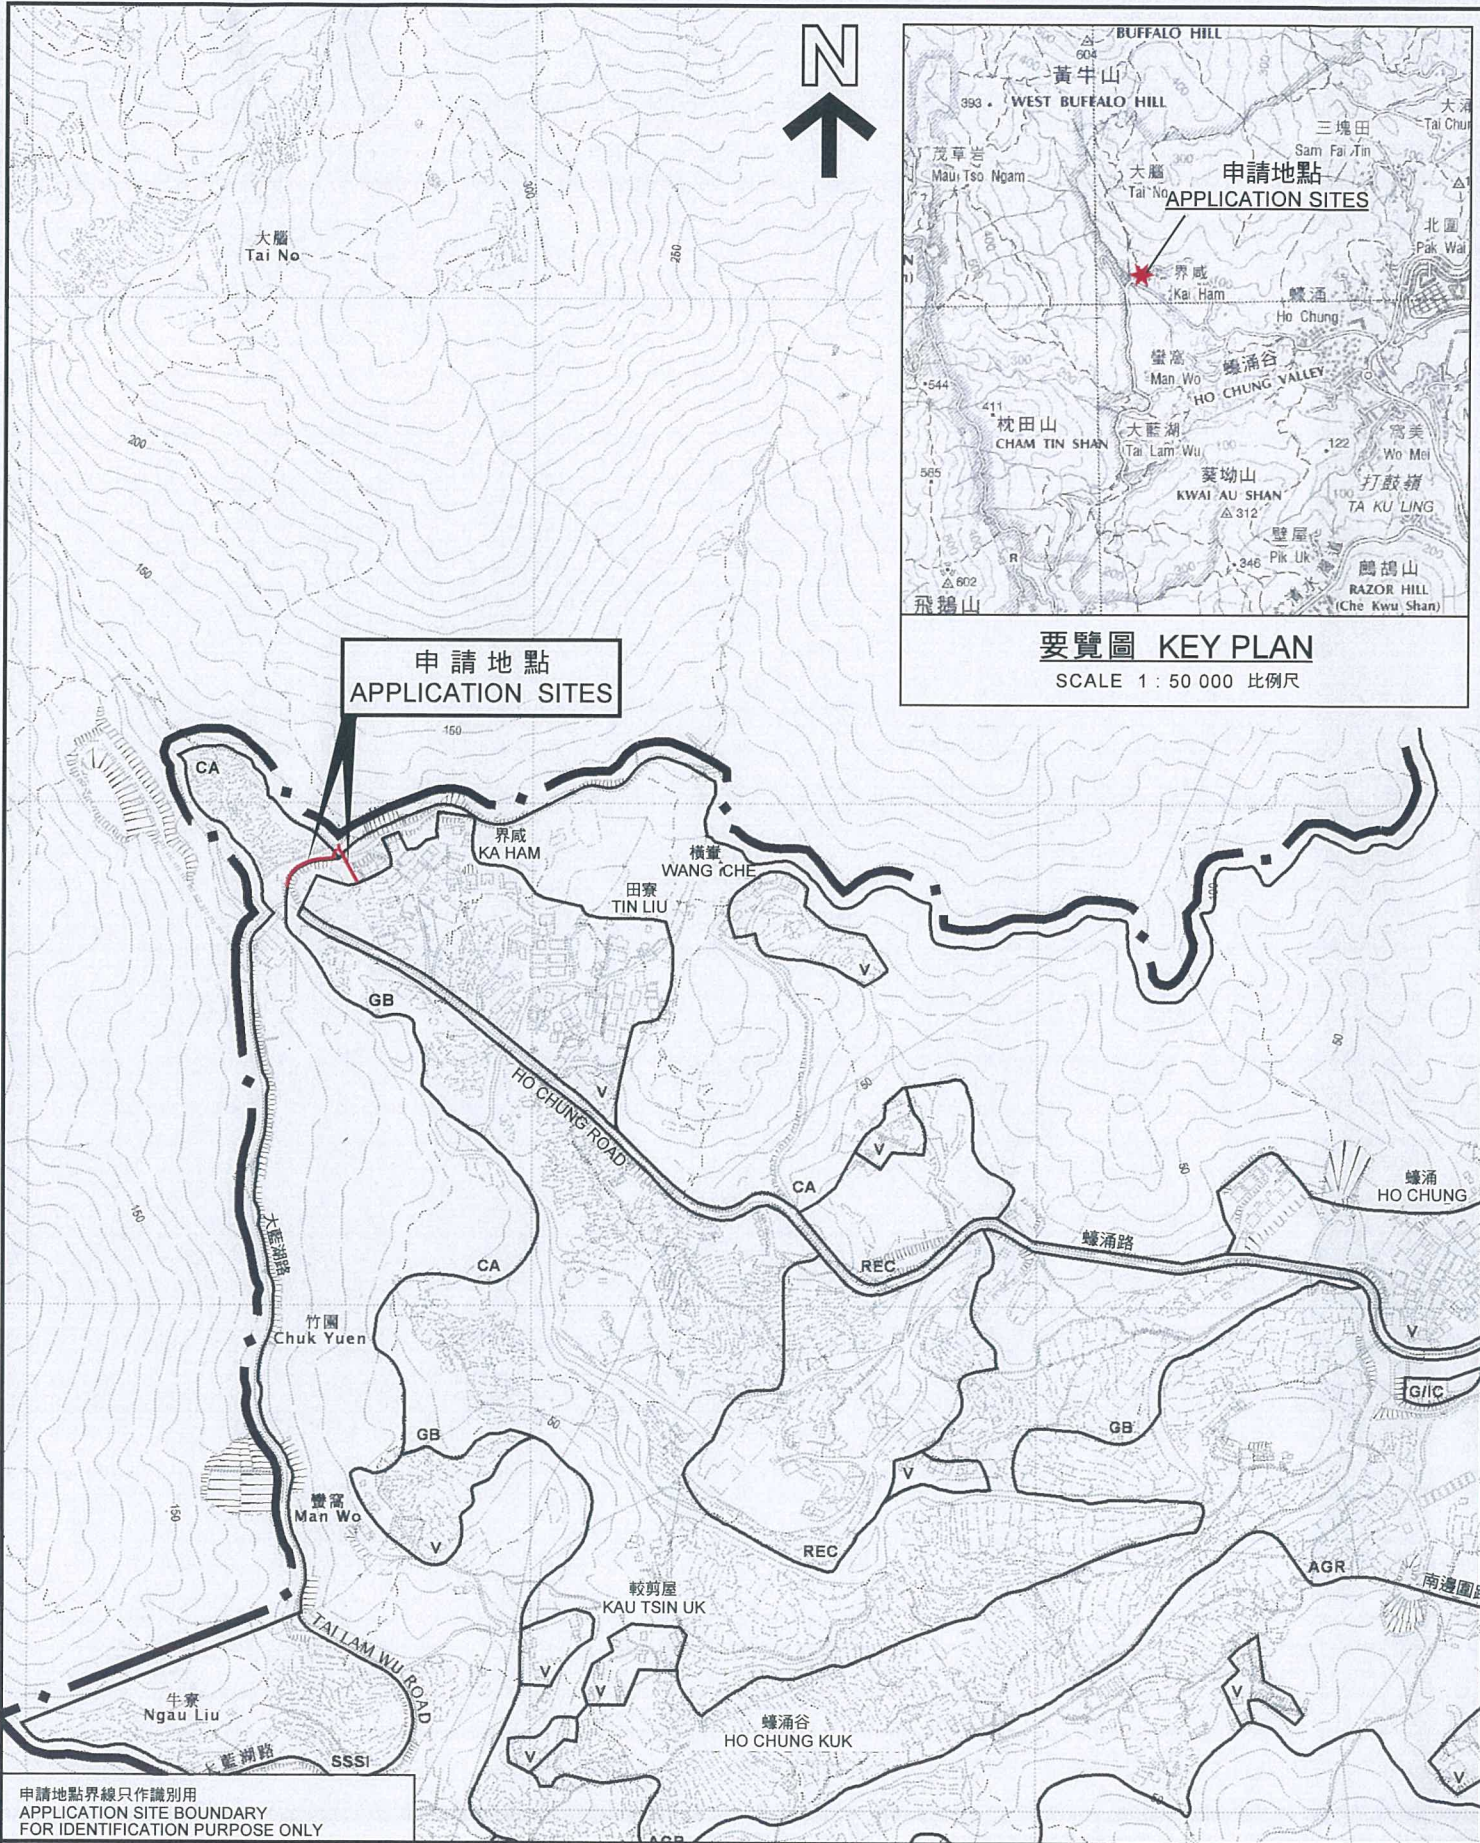 N
BUFFALO HILL
604
黃牛山
393
WEST BUFFALO HILL
茂草岩
Mau Tso Ngam
三塊田
Sam Fai Tin
大腦
Tai No
申請地點
APPLICATION SITES
北圍
Pak Wai
界咸
Kai Ham
蠔涌
Ho Chung
蠻窩
Man Wo
蠔涌谷
HO CHUNG VALLEY
544
411
枕田山
CHAM TIN SHAN
大藍湖
Tai Lam Wu
122
窩美
Wo Mei
585
葵坳山
KWAI AU SHAN
312
打鼓嶺
TA KU LING
壁屋
Pik Uk
346
R
602
飛鵝山
鷓鴣山
RAZOR HILL
(Che Kwu Shan)
要覽圖 KEY PLAN
SCALE 1 : 50 000 比例尺
大腦
Tai No
300
250
200
150
申請地點
APPLICATION SITES
150
CA
界咸
KA HAM
橫輋
WANG CHE
田寮
TIN LIU
V
GB
HO CHUNG ROAD
V
50
50
V
CA
50
蠔涌
HO CHUNG
150
大藍湖路
CA
REC
蠔涌路
竹園
Chuk Yuen
V
G/IC
GB
50
GB
V
150
蠻窩
Man Wo
V
REC
AGR
南邊圍路
較剪屋
KAU TSIN UK
TAI LAM WU ROAD
V
V
V
牛寮
Ngau Liu
蠔涌谷
HO CHUNG KUK
大藍湖路
SSSI
V
V
50
申請地點界線只作識別用
APPLICATION SITE BOUNDARY
FOR IDENTIFICATION PURPOSE ONLY